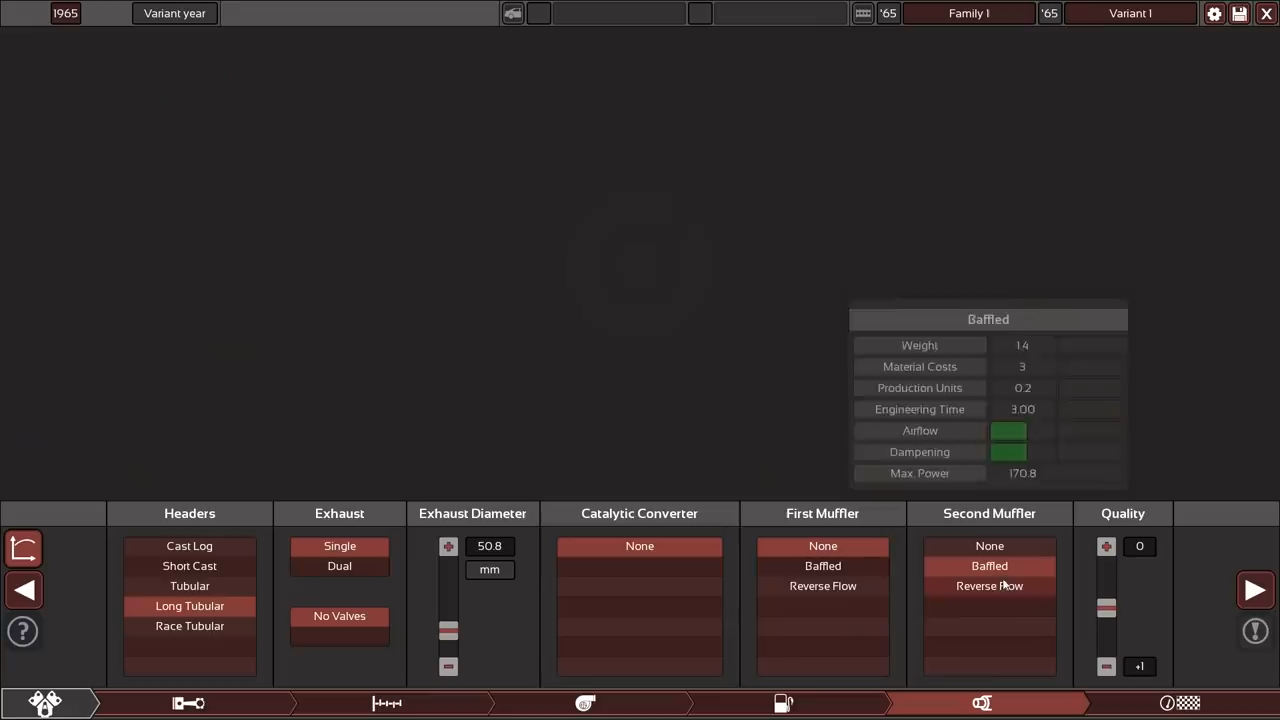 1965 Variant year '65 Family 1 '65 Variant 1
Baffled
Weight 1.4
Material Costs 3
Production Units 0.2
Engineering Time 3.00
Airflow
Dampening
Max. Power 170.8
Headers Exhaust Exhaust Diameter Catalytic Converter First Muffler Second Muffler Quality
Cast Log Single 50.8 None None None 0
Short Cast Dual mm Baffled Baffled
Tubular Reverse Flow Reverse Flow
Long Tubular No Valves
Race Tubular
+1